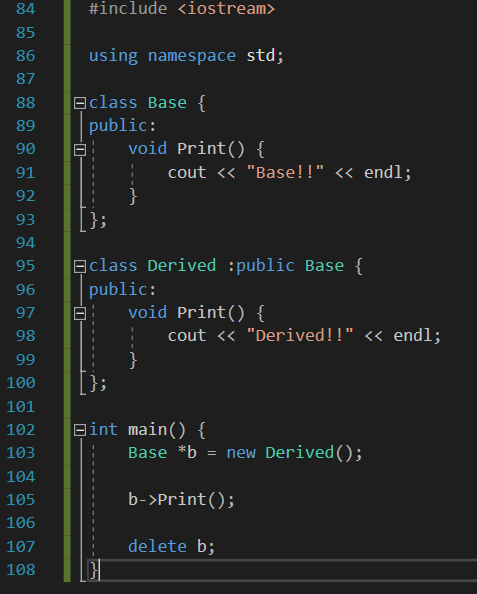 84 #include <iostream>
85
86 using namespace std;
87
88 class Base {
89 public:
90     void Print() {
91         cout << "Base!!" << endl;
92     }
93 };
94
95 class Derived :public Base {
96 public:
97     void Print() {
98         cout << "Derived!!" << endl;
99     }
100 };
101
102 int main() {
103     Base *b = new Derived();
104
105     b->Print();
106
107     delete b;
108 }